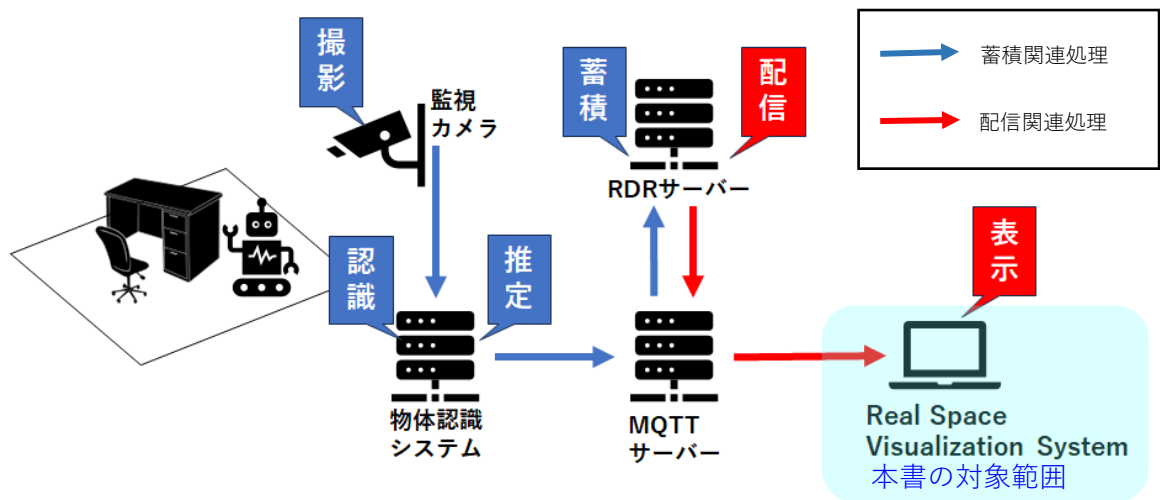 撮影
監視
カメラ
蓄積
配信
RDRサーバー
蓄積関連処理
配信関連処理
認識
推定
物体認識
システム
MQTT
サーバー
表示
Real Space
Visualization System
本書の対象範囲